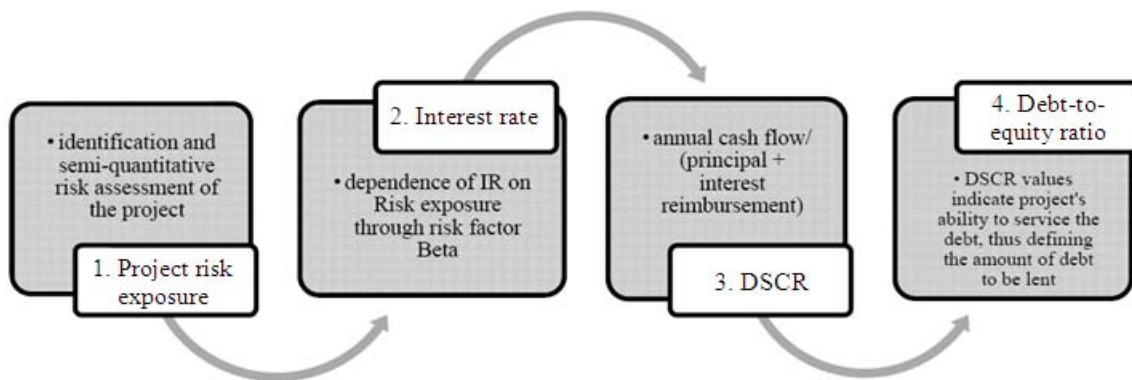 • identification and
semi-quantitative
risk assessment of
the project
1. Project risk
exposure
2. Interest rate
• dependence of IR on
Risk exposure
through risk factor
Beta
• annual cash flow/
(principal +
interest
reimbursement)
3. DSCR
4. Debt-to-
equity ratio
• DSCR values
indicate project's
ability to service the
debt, thus defining
the amount of debt
to be lent